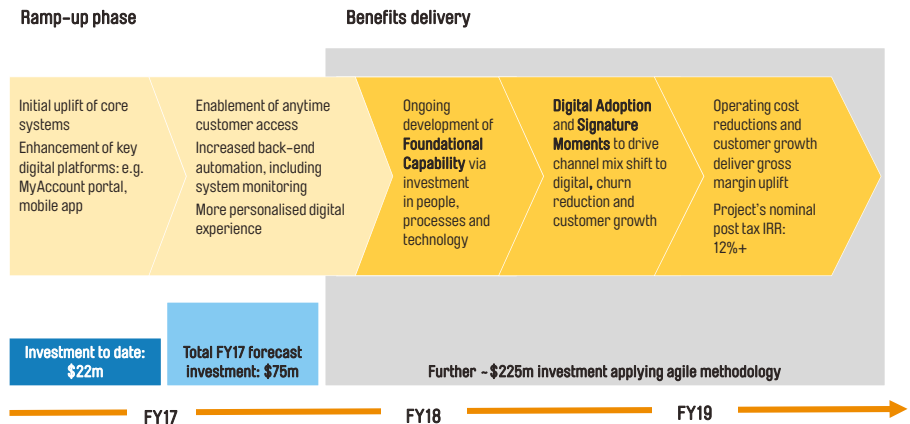 Ramp-up phase
Benefits delivery
Initial uplift of core
systems
Enhancement of key
digital platforms: e.g.
MyAccount portal,
mobile app
Enablement of anytime
customer access
Increased back-end
automation, including
system monitoring
More personalised digital
experience
Ongoing
development of
Foundational
Capability via
investment
in people,
processes and
technology
Digital Adoption
and Signature
Moments to drive
channel mix shift to
digital, churn
reduction and
customer growth
Operating cost
reductions and
customer growth
deliver gross
margin uplift
Project's nominal
post tax IRR:
12%+
Investment to date:
$22m
Total FY17 forecast
investment: $75m
Further ~$225m investment applying agile methodology
FY17
FY18
FY19